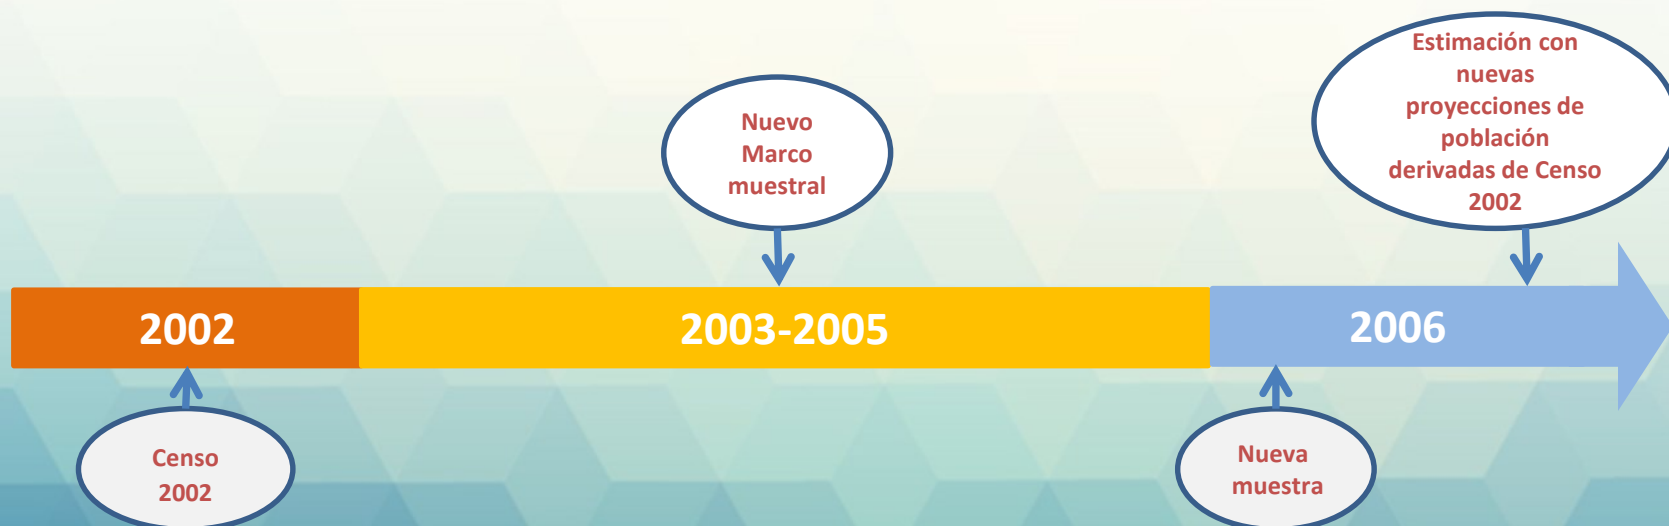 Estimación con
nuevas
proyecciones de
población
derivadas de Censo
2002
Nuevo
Marco
muestral
2002
2003-2005
2006
Censo
2002
Nueva
muestra